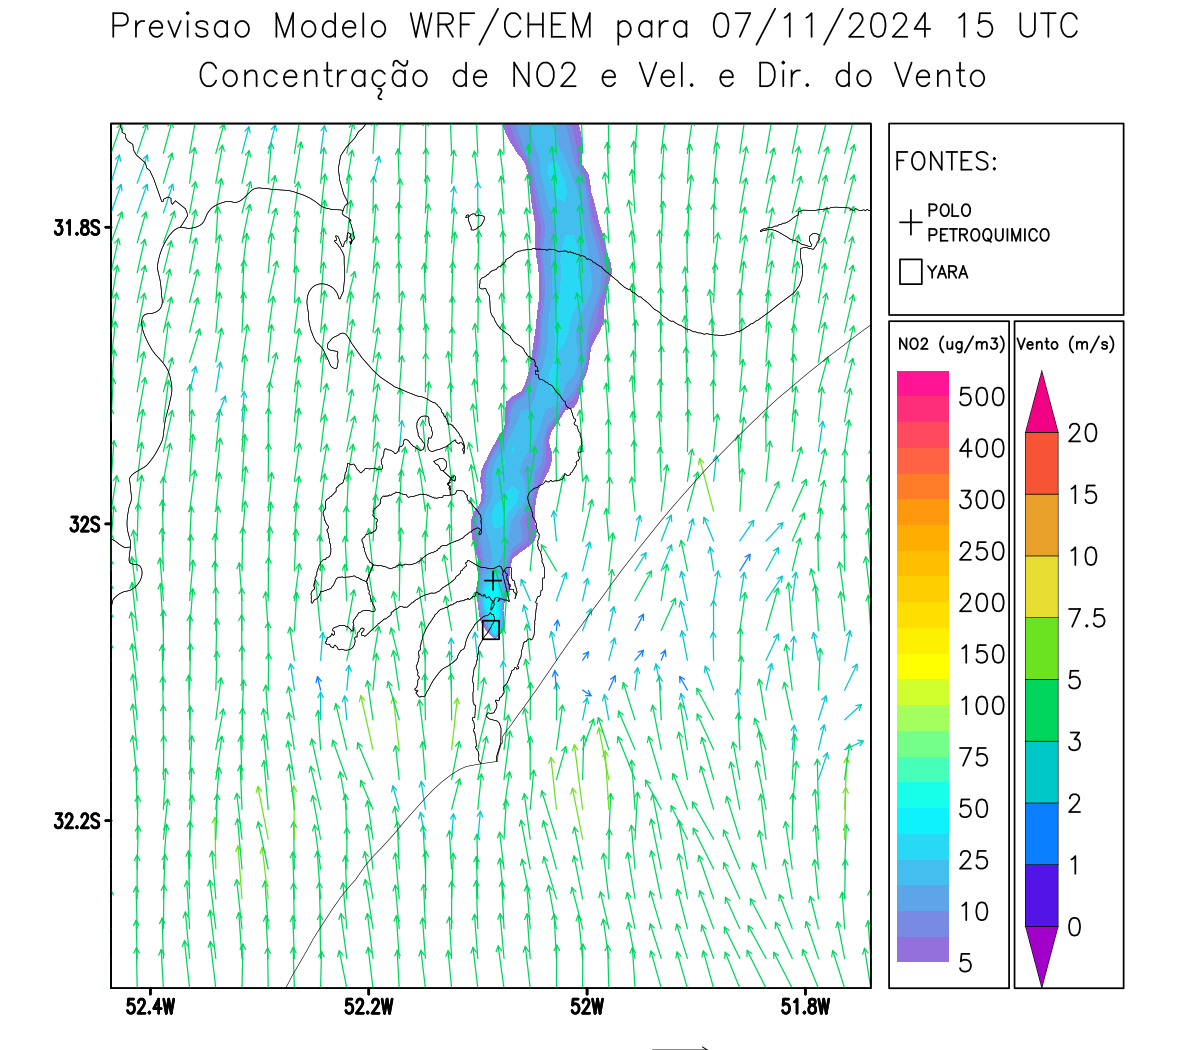 Previsao Modelo WRF/CHEM para 07/11/2024 15 UTC
Concentração de NO2 e Vel. e Dir. do Vento
FONTES:
POLO
PETROQUIMICO
YARA
31.8S
32S
32.2S
52.4W
52.2W
52W
51.8W
NO2 (ug/m3)
500
400
300
250
200
150
100
75
50
25
10
5
Vento (m/s)
20
15
10
7.5
5
3
2
1
0